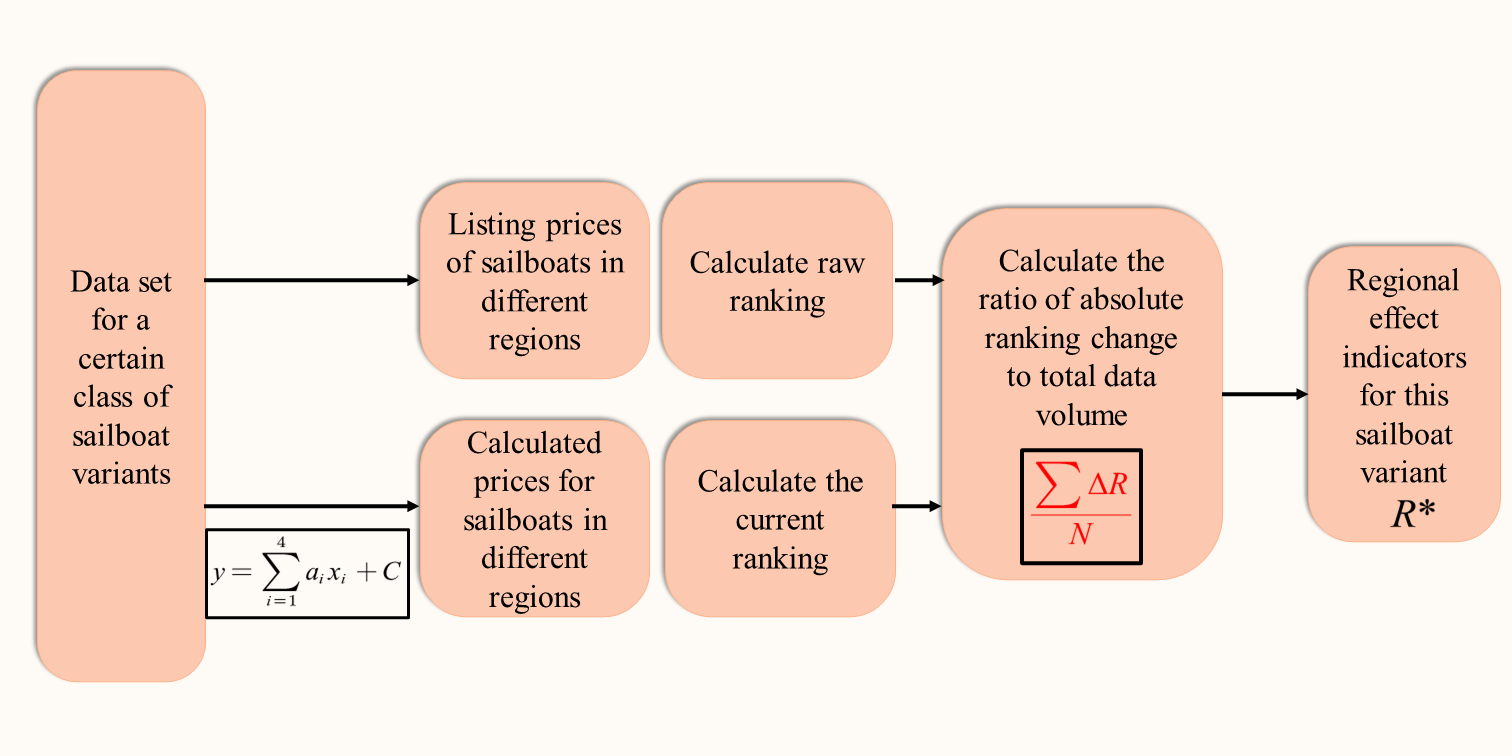 Data set
for a
certain
class of
sailboat
variants
Listing prices
of sailboats in
different
regions
Calculate raw
ranking
y = \sum_{i=1}^{4} a_i x_i + C
Calculated
prices for
sailboats in
different
regions
Calculate the
current
ranking
Calculate the
ratio of absolute
ranking change
to total data
volume
\frac{\sum \Delta R}{N}
Regional
effect
indicators
for this
sailboat
variant
R*